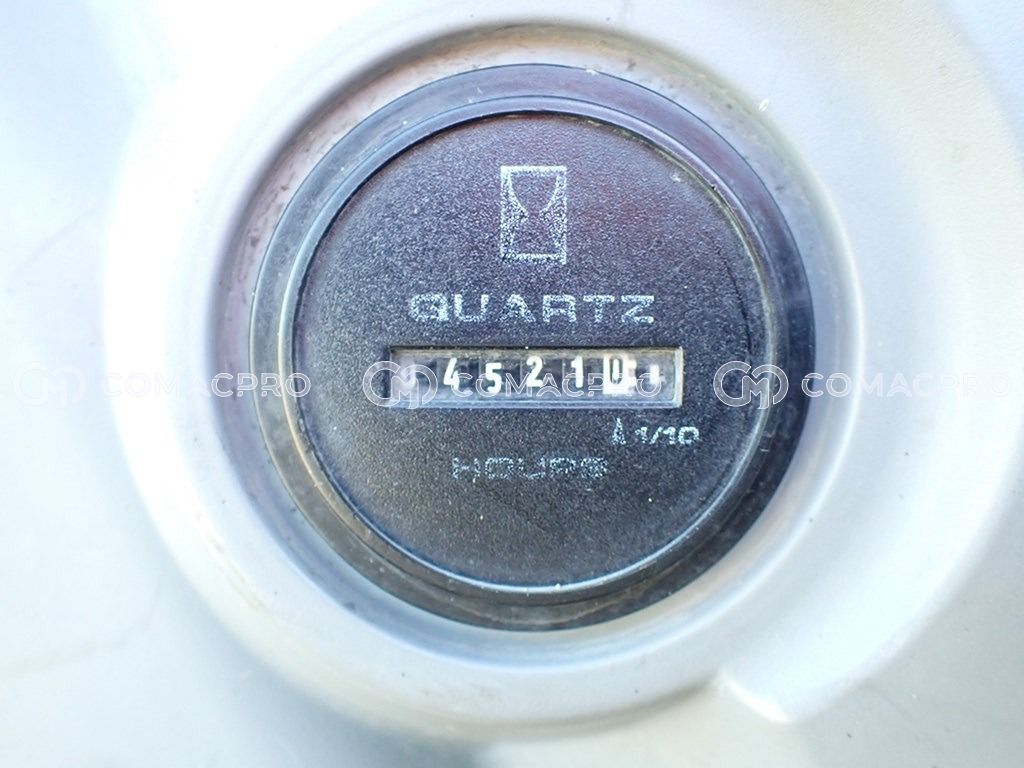 QUARTZ
COMACPRO
45210
COMACPRO
COMACPRO
1/10
HOURS